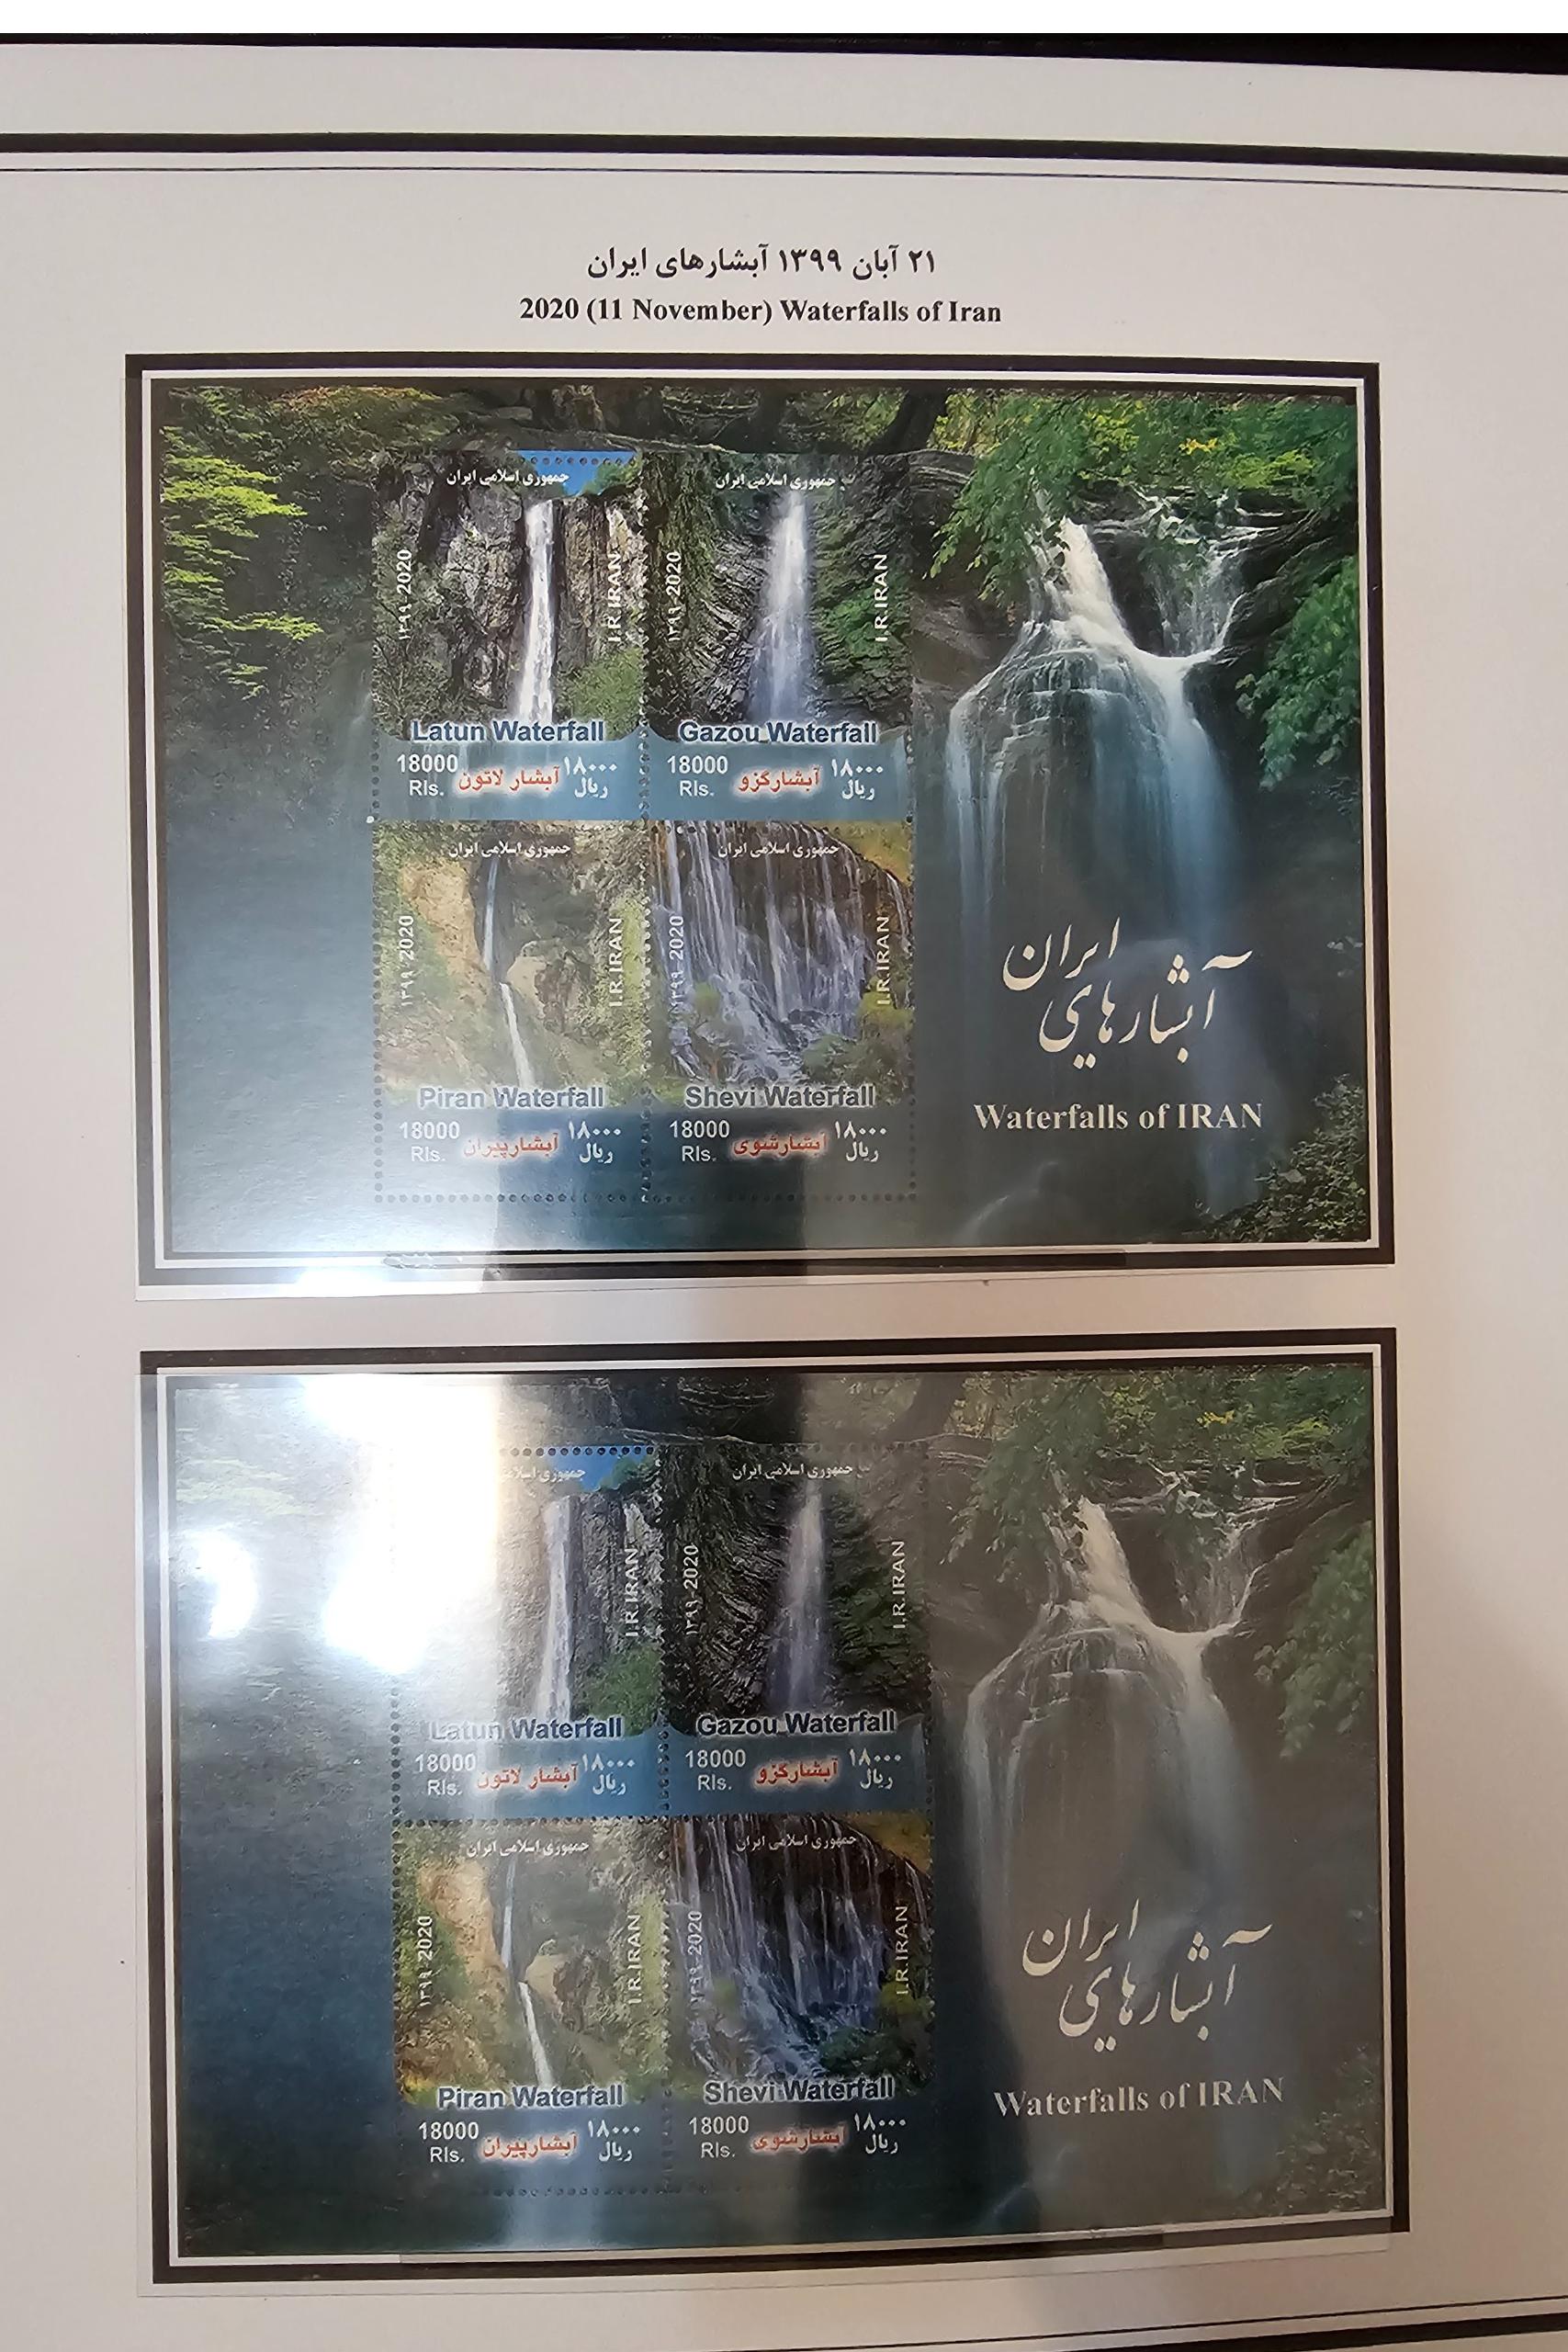 ۲۱ آبان ۱۳۹۹ آبشارهای ایران
2020 (11 November) Waterfalls of Iran
جمهوری اسلامی ایران
۱۳۹۹-2020
I.R.IRAN
Latun Waterfall
18000 Rls.
آبشار لاتون
۱۸۰۰۰ ریال
جمهوری اسلامی ایران
۱۳۹۹-2020
I.R.IRAN
Gazou Waterfall
18000 Rls.
آبشارگزو
۱۸۰۰۰ ریال
جمهوری اسلامی ایران
۱۳۹۹-2020
I.R.IRAN
Piran Waterfall
18000 Rls.
آبشارپیران
۱۸۰۰۰ ریال
جمهوری اسلامی ایران
۱۳۹۹-2020
I.R.IRAN
Shevi Waterfall
18000 Rls.
آبشارشوی
۱۸۰۰۰ ریال
آبشارهای ایران
Waterfalls of IRAN
ایران
I.R.IRAN
Latun Waterfall
18000 Rls.
آبشار لاتون
۱۸۰۰۰ ریال
جمهوری اسلامی ایران
۱۳۹۹-2020
I.R.IRAN
Gazou Waterfall
18000 Rls.
آبشارگزو
۱۸۰۰۰ ریال
جمهوری اسلامی ایران
۱۳۹۹-2020
I.R.IRAN
Piran Waterfall
18000 Rls.
آبشارپیران
۱۸۰۰۰ ریال
جمهوری اسلامی ایران
۱۳۹۹-2020
I.R.IRAN
Shevi Waterfall
18000 Rls.
آبشارشوی
۱۸۰۰۰ ریال
آبشارهای ایران
Waterfalls of IRAN